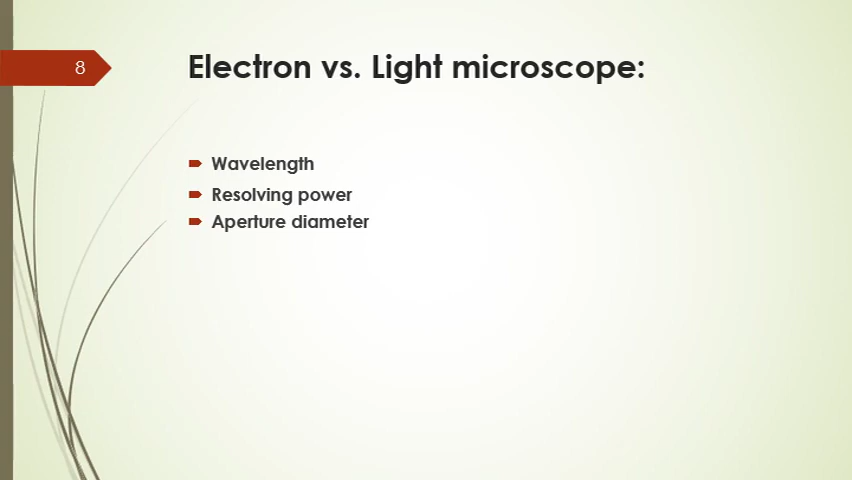 8
Electron vs. Light microscope:
Wavelength
Resolving power
Aperture diameter